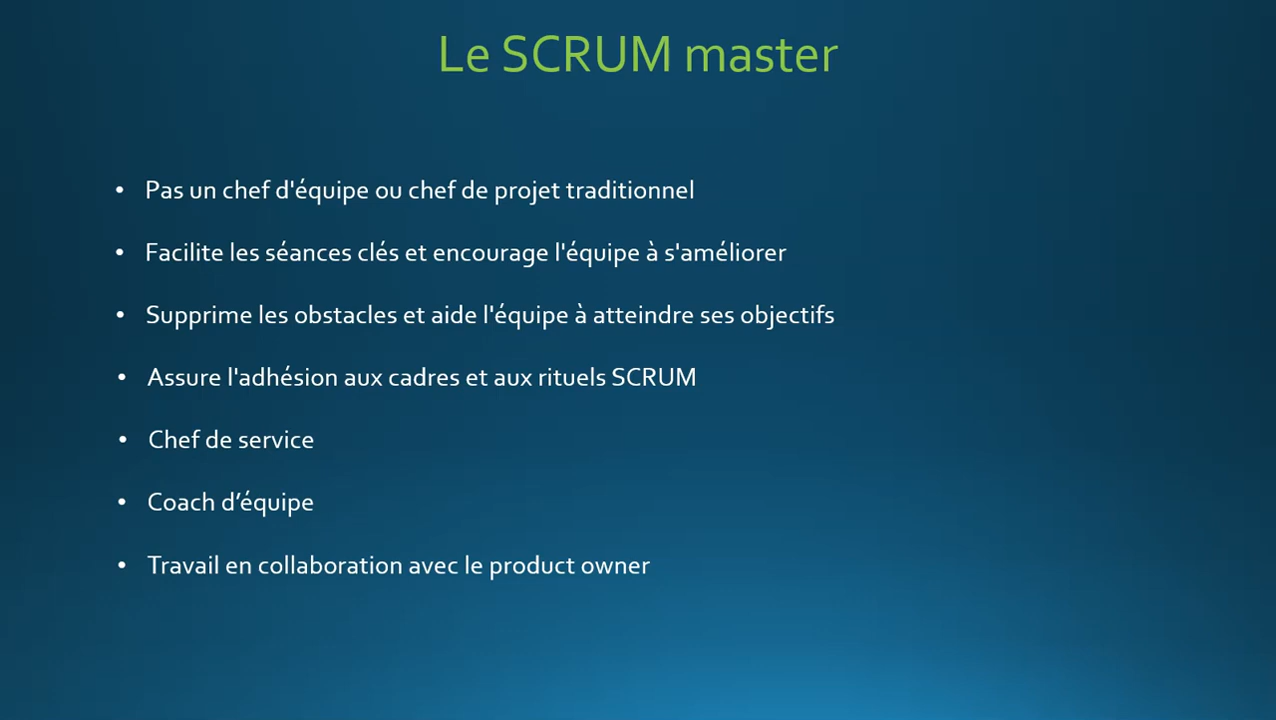 Le SCRUM master
• Pas un chef d'équipe ou chef de projet traditionnel
• Facilite les séances clés et encourage l'équipe à s'améliorer
• Supprime les obstacles et aide l'équipe à atteindre ses objectifs
• Assure l'adhésion aux cadres et aux rituels SCRUM
• Chef de service
• Coach d’équipe
• Travail en collaboration avec le product owner